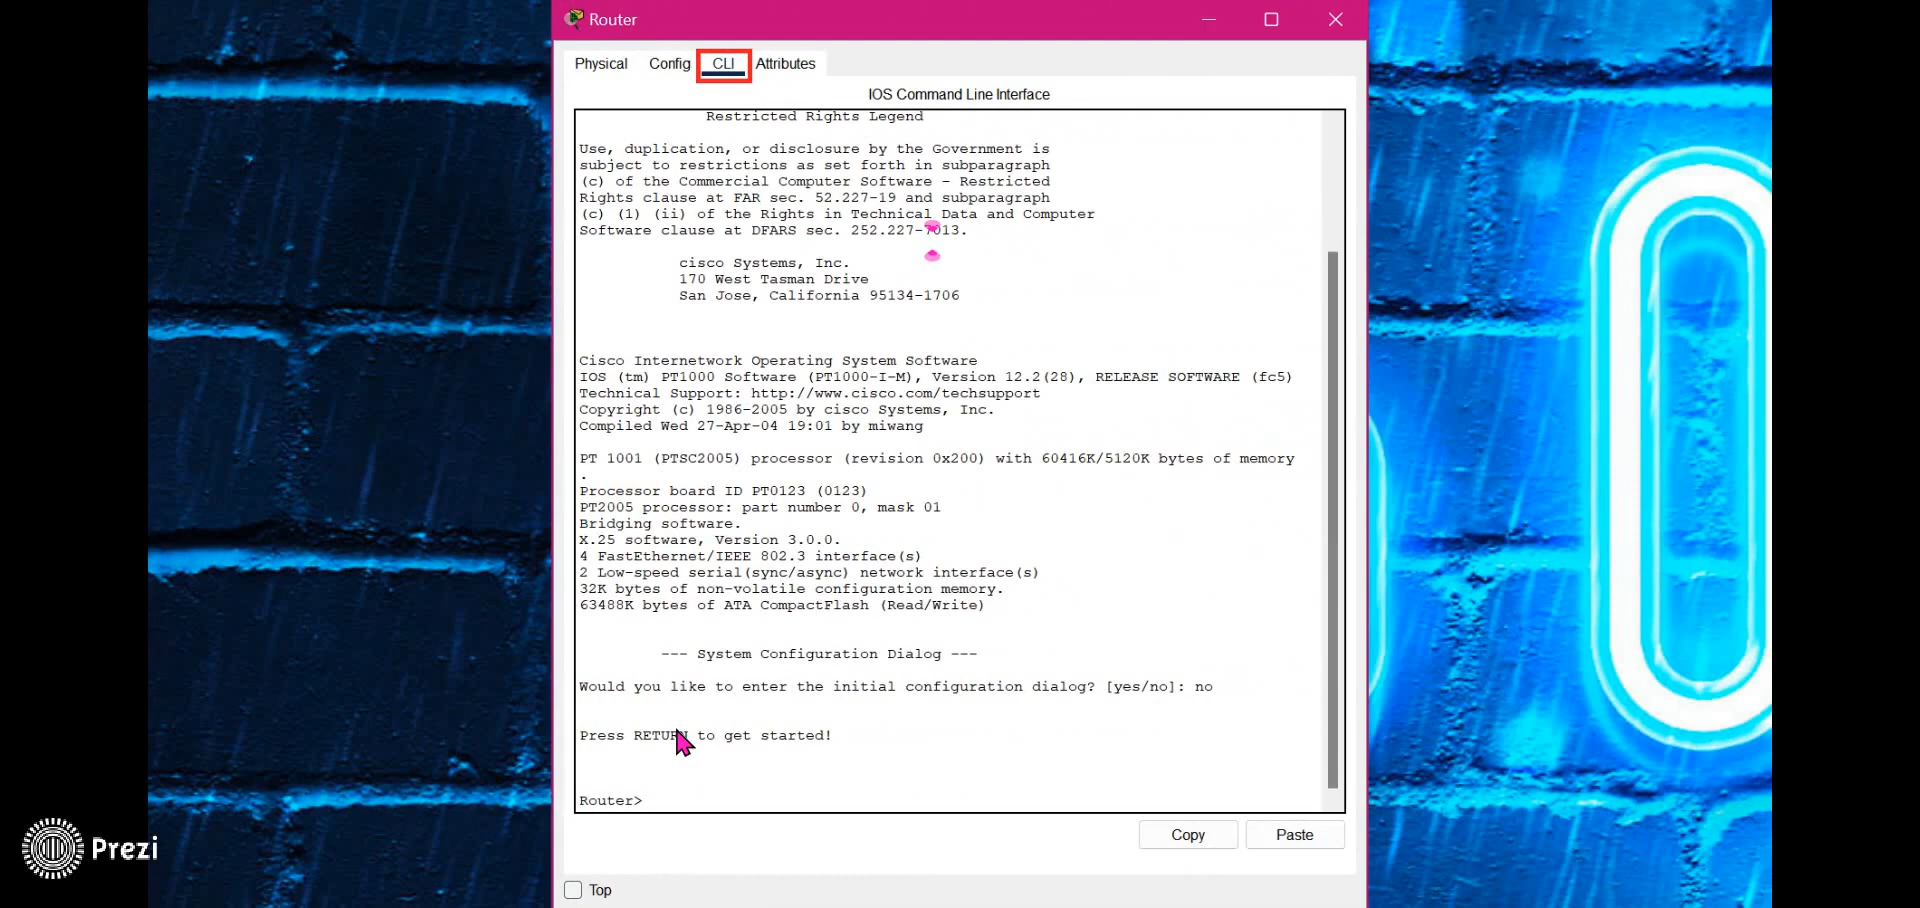 Router
Physical Config CLI Attributes
IOS Command Line Interface
Restricted Rights Legend
Use, duplication, or disclosure by the Government is
subject to restrictions as set forth in subparagraph
(c) of the Commercial Computer Software - Restricted
Rights clause at FAR sec. 52.227-19 and subparagraph
(c) (1) (ii) of the Rights in Technical Data and Computer
Software clause at DFARS sec. 252.227-7013.
cisco Systems, Inc.
170 West Tasman Drive
San Jose, California 95134-1706
Cisco Internetwork Operating System Software
IOS (tm) PT1000 Software (PT1000-I-M), Version 12.2(28), RELEASE SOFTWARE (fc5)
Technical Support: http://www.cisco.com/techsupport
Copyright (c) 1986-2005 by cisco Systems, Inc.
Compiled Wed 27-Apr-04 19:01 by miwang
PT 1001 (PTSC2005) processor (revision 0x200) with 60416K/5120K bytes of memory
.
Processor board ID PT0123 (0123)
PT2005 processor: part number 0, mask 01
Bridging software.
X.25 software, Version 3.0.0.
4 FastEthernet/IEEE 802.3 interface(s)
2 Low-speed serial(sync/async) network interface(s)
32K bytes of non-volatile configuration memory.
63488K bytes of ATA CompactFlash (Read/Write)
--- System Configuration Dialog ---
Would you like to enter the initial configuration dialog? [yes/no]: no
Press RETURN to get started!
Router>
Copy Paste
Top
Prezi